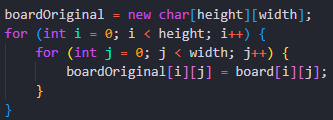 boardOriginal = new char[height][width];
for (int i = 0; i < height; i++) {
    for (int j = 0; j < width; j++) {
        boardOriginal[i][j] = board[i][j];
    }
}